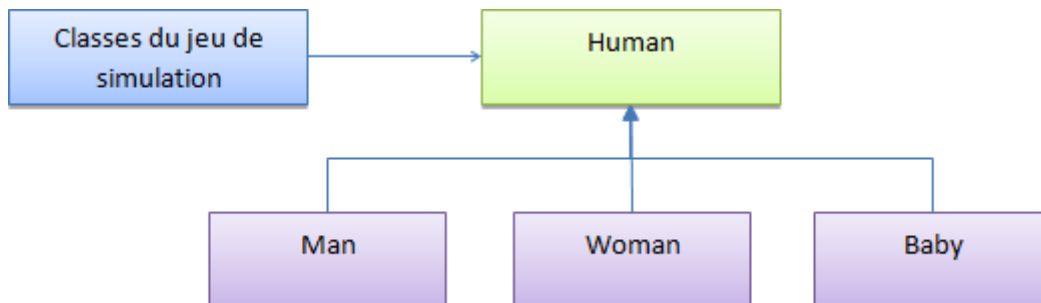 Classes du jeu de
simulation
Human
Man
Woman
Baby